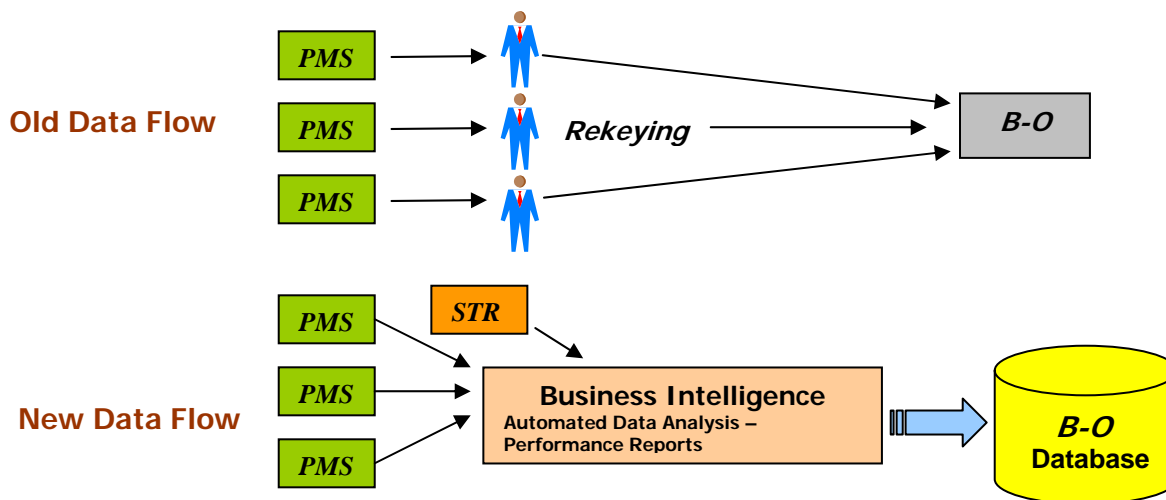 PMS
Old Data Flow
PMS
Rekeying
B-O
PMS
PMS
STR
New Data Flow
PMS
Business Intelligence
Automated Data Analysis –
Performance Reports
B-O
Database
PMS